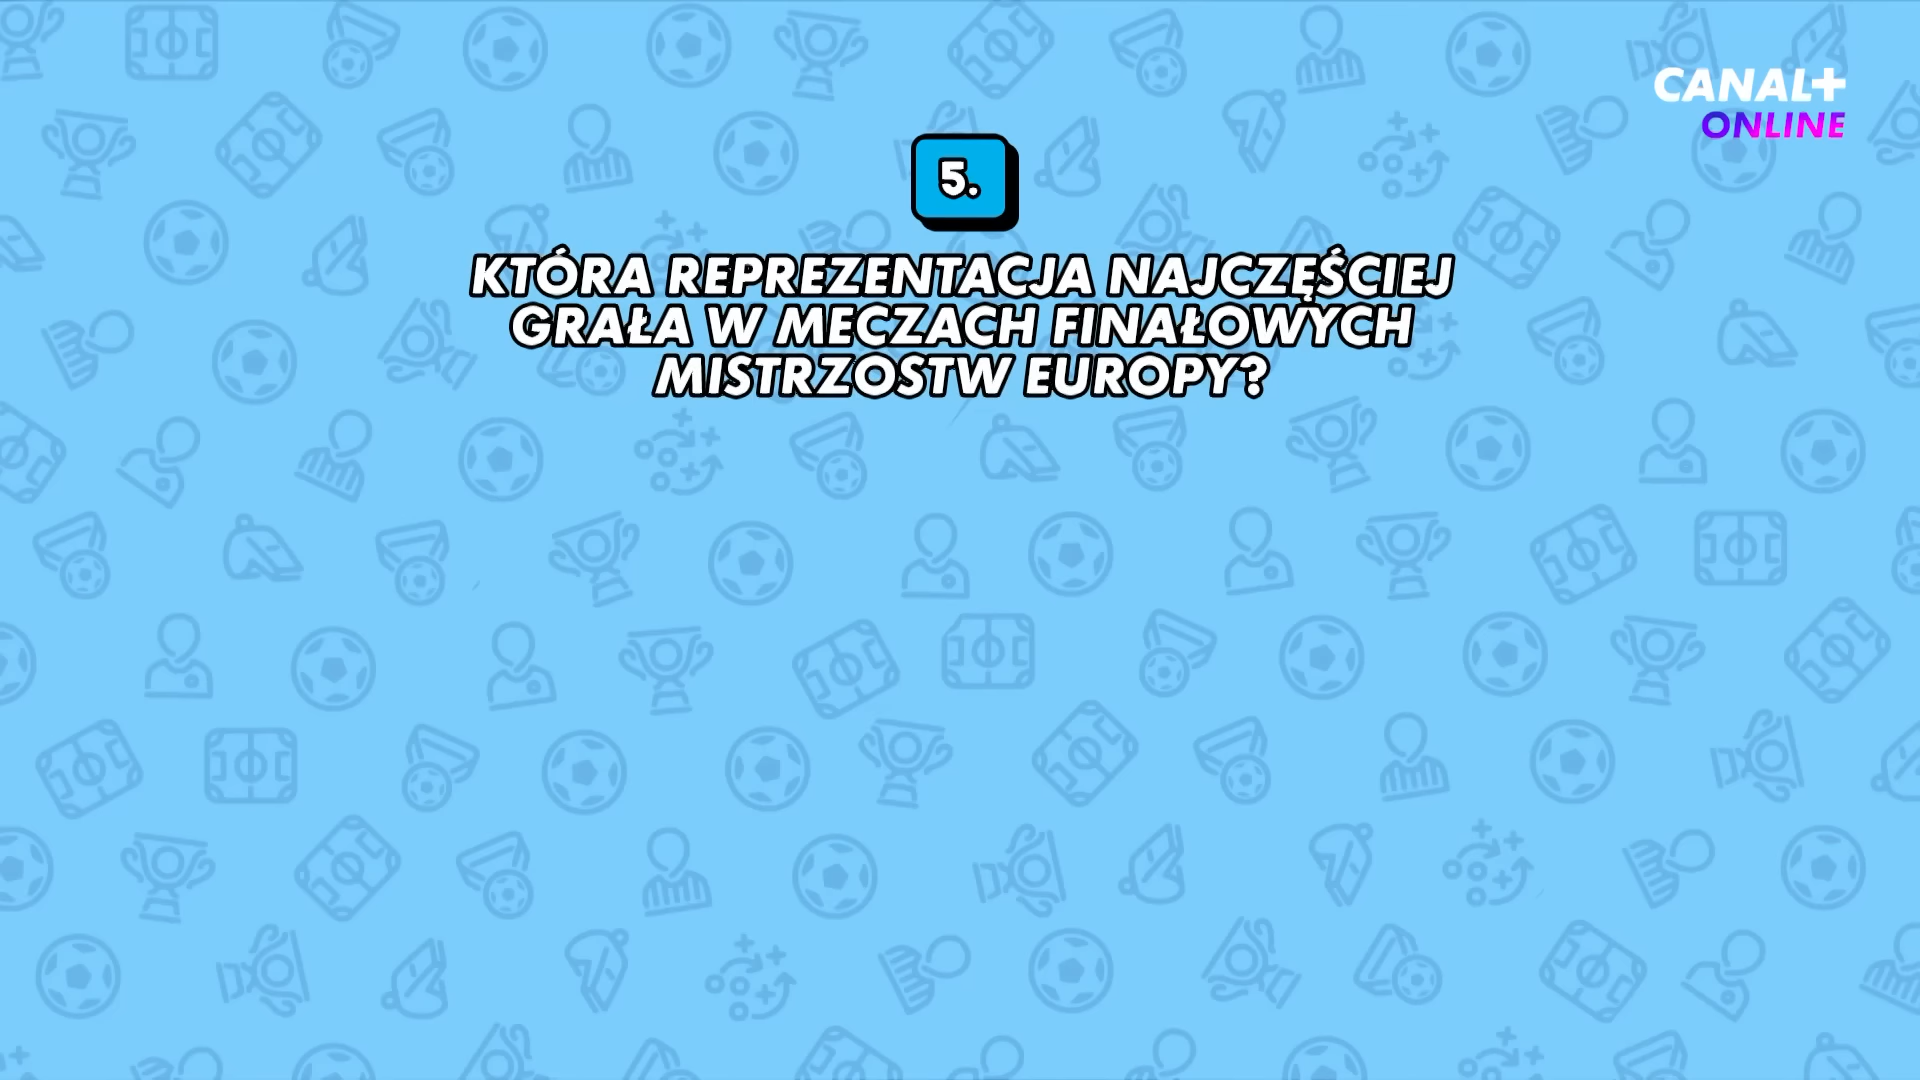 CANAL+
ONLINE
5.
KTÓRA REPREZENTACJA NAJCZĘŚCIEJ
GRAŁA W MECZACH FINAŁOWYCH
MISTRZOSTW EUROPY?